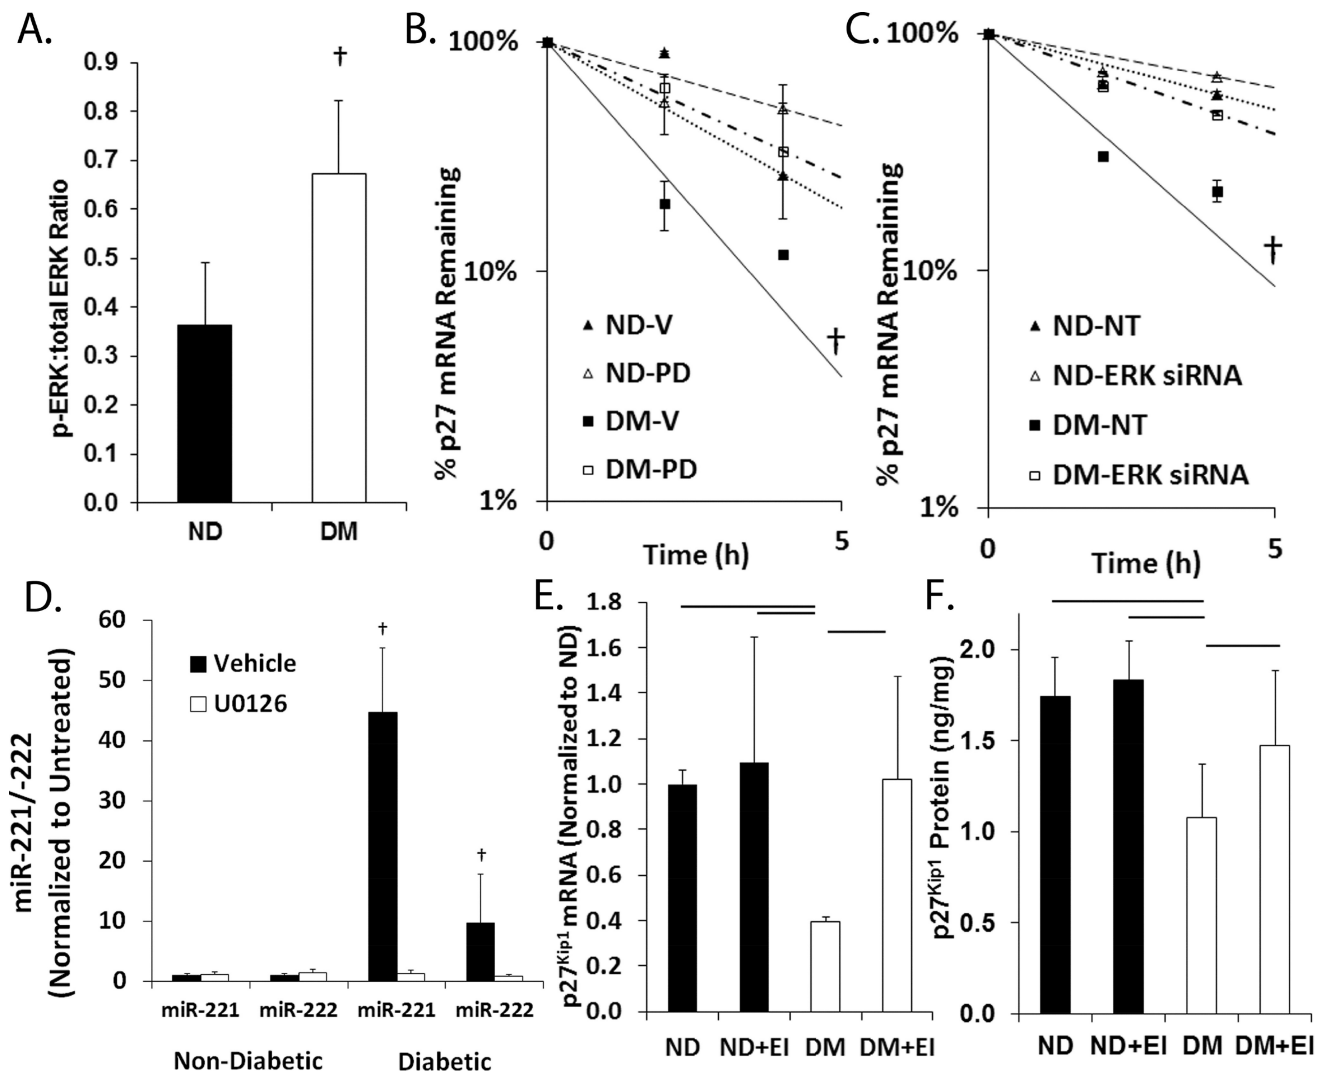 A.
†
0.9
0.8
0.7
0.6
0.5
0.4
0.3
0.2
0.1
0.0
p-ERK:total ERK Ratio
ND DM
B.
100%
10%
1%
% p27 mRNA Remaining
ND-V
ND-PD
DM-V
DM-PD
†
0 5
Time (h)
C.
100%
10%
1%
% p27 mRNA Remaining
†
ND-NT
ND-ERK siRNA
DM-NT
DM-ERK siRNA
0 5
Time (h)
D.
60
50
40
30
20
10
0
miR-221/-222
(Normalized to Untreated)
Vehicle
U0126
†
†
miR-221 miR-222 miR-221 miR-222
Non-Diabetic Diabetic
E.
1.8
1.6
1.4
1.2
1.0
0.8
0.6
0.4
0.2
0.0
p27Kip1 mRNA (Normalized to ND)
ND ND+EI DM DM+EI
F.
2.0
1.5
1.0
0.5
0.0
p27Kip1 Protein (ng/mg)
ND ND+EI DM DM+EI